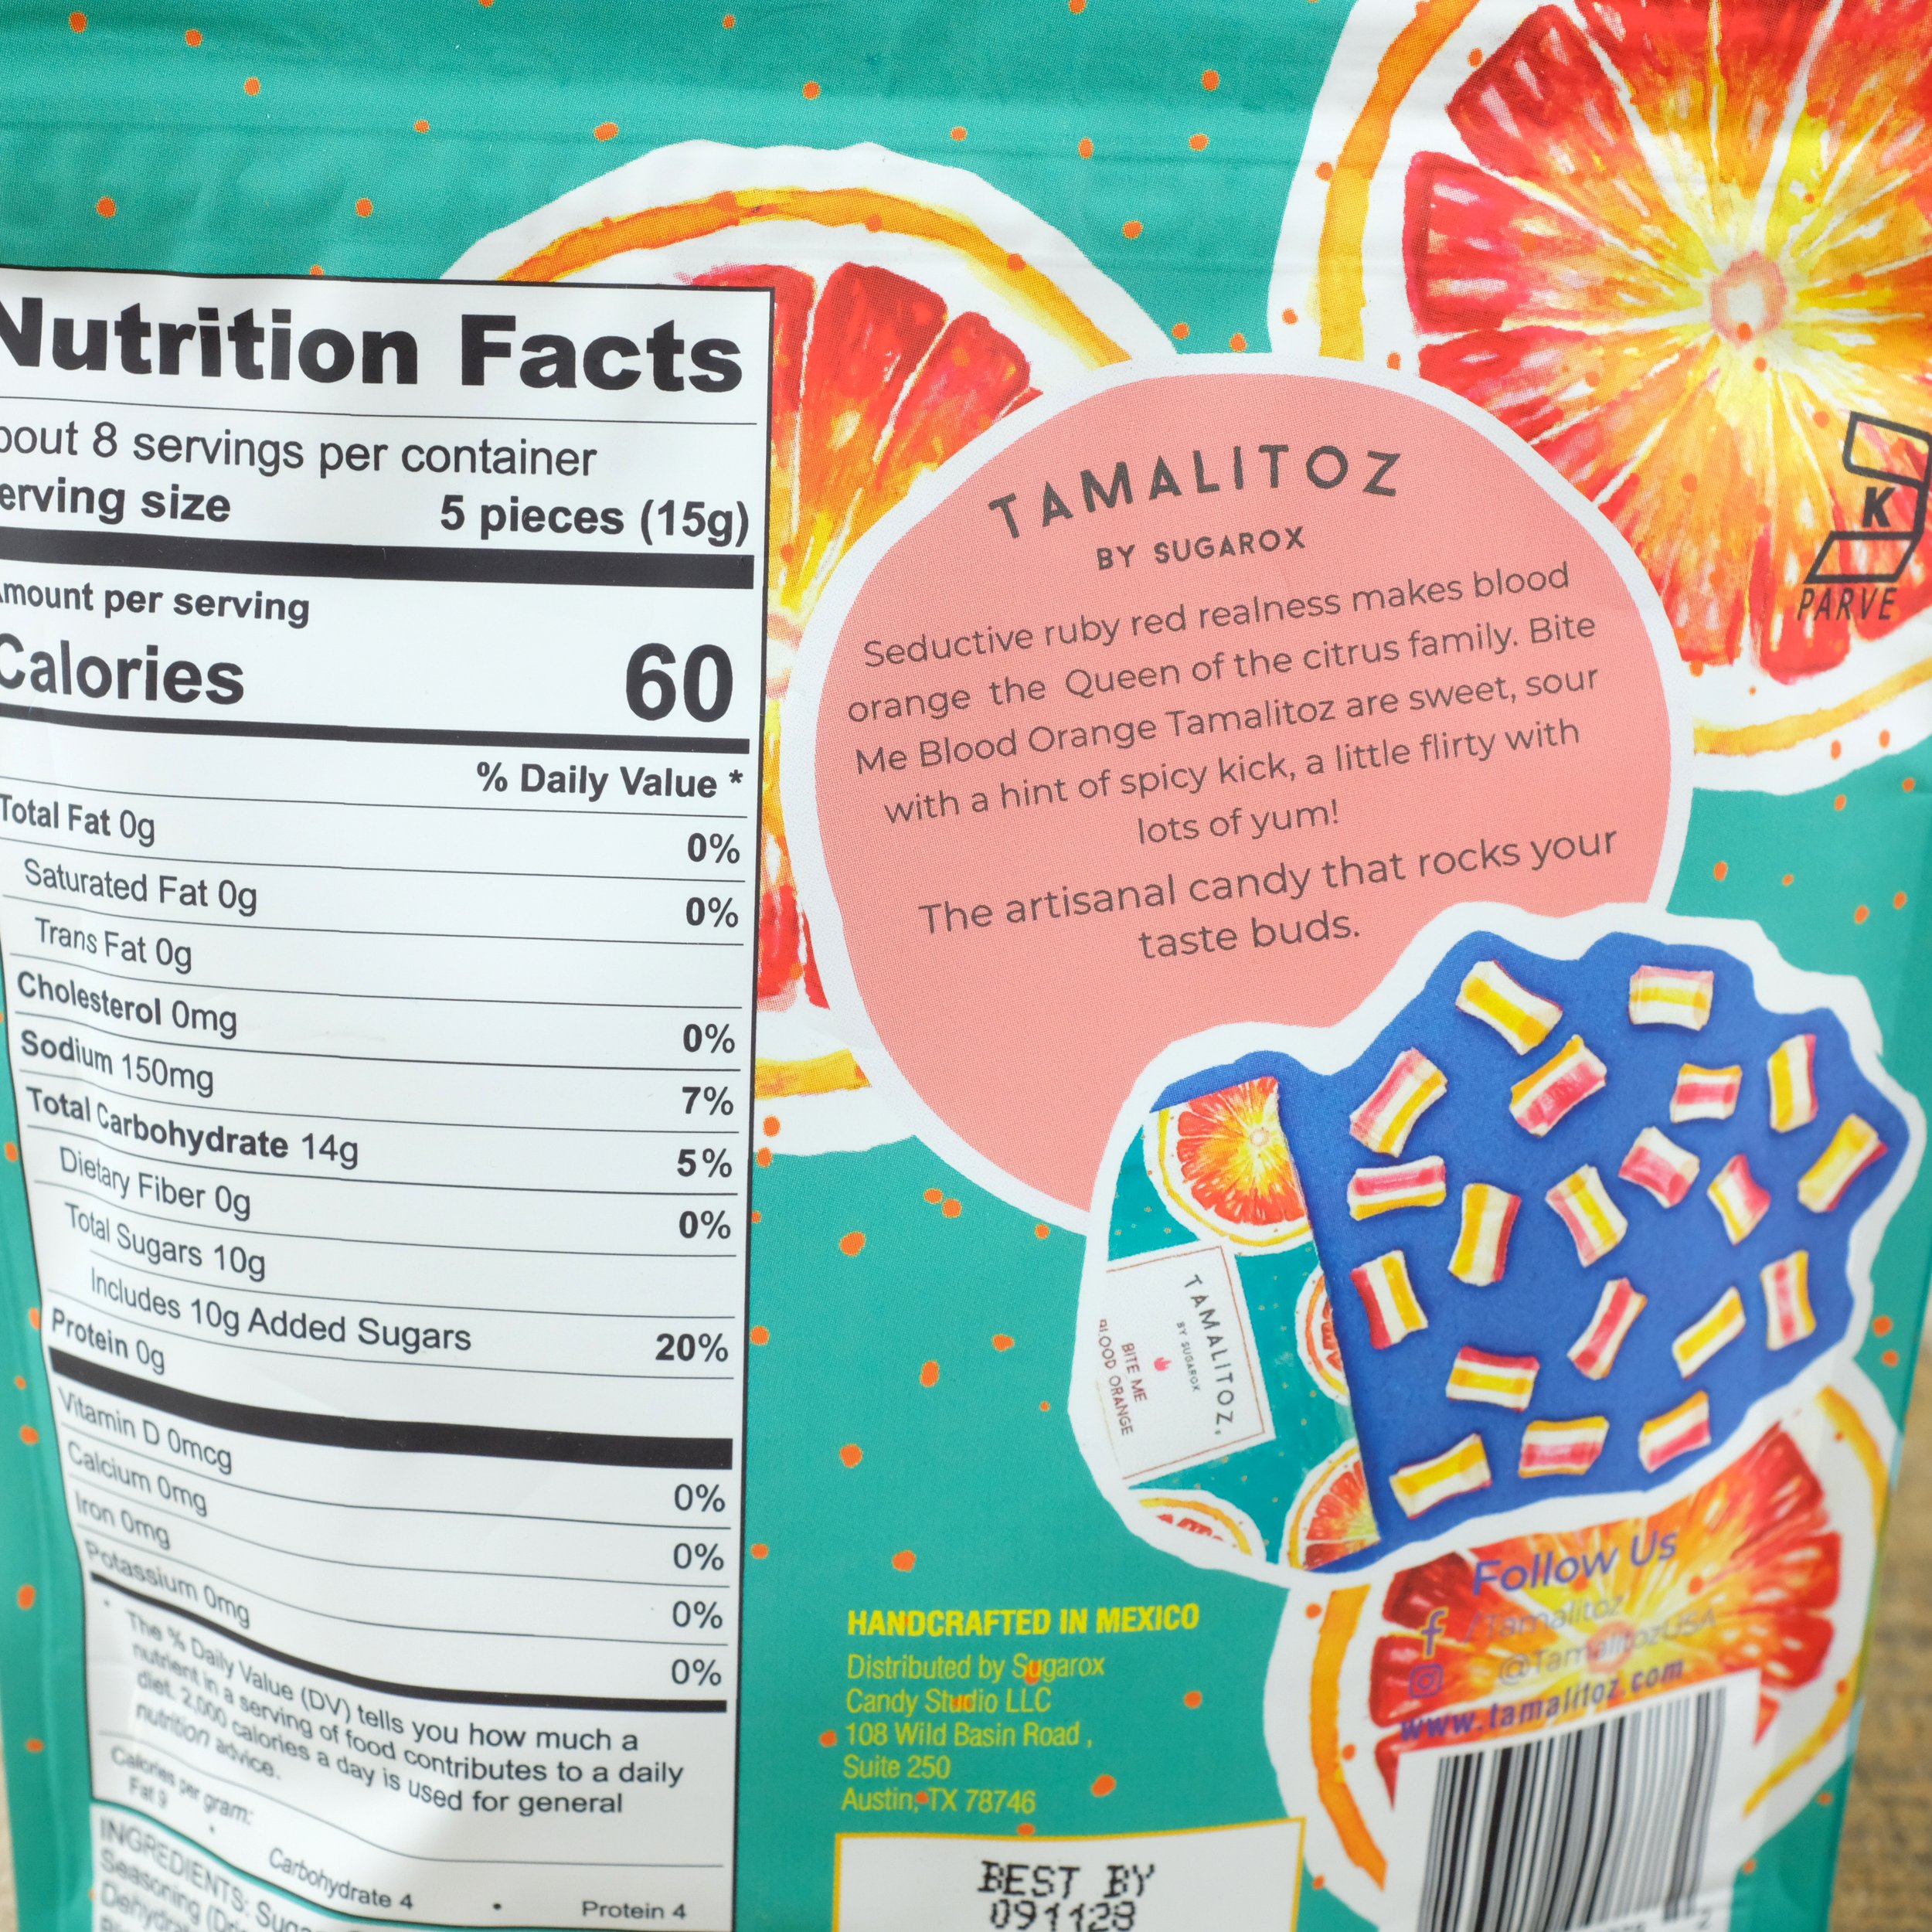 Nutrition Facts
bout 8 servings per container
erving size 5 pieces (15g)
mount per serving
Calories 60
% Daily Value *
Total Fat 0g 0%
Saturated Fat 0g 0%
Trans Fat 0g
Cholesterol 0mg 0%
Sodium 150mg 7%
Total Carbohydrate 14g 5%
Dietary Fiber 0g 0%
Total Sugars 10g
Includes 10g Added Sugars 20%
Protein 0g
Vitamin D 0mcg 0%
Calcium 0mg 0%
Iron 0mg 0%
Potassium 0mg 0%
* The % Daily Value (DV) tells you how much a
nutrient in a serving of food contributes to a daily
diet. 2,000 calories a day is used for general
nutrition advice.
Calories per gram:
Fat 9 • Carbohydrate 4 • Protein 4
INGREDIENTS:
Seasoning
TAMALITOZ
BY SUGAROX
Seductive ruby red realness makes blood
orange the Queen of the citrus family. Bite
Me Blood Orange Tamalitoz are sweet, sour
with a hint of spicy kick, a little flirty with
lots of yum!
The artisanal candy that rocks your
taste buds.
K
PARVE
TAMALITOZ.
BY SUGAROX
BITE ME
BLOOD ORANGE
Follow Us
f /Tamalitoz
@TamalitozUSA
www.tamalitoz.com
HANDCRAFTED IN MEXICO
Distributed by Sugarox
Candy Studio LLC
108 Wild Basin Road ,
Suite 250
Austin, TX 78746
BEST BY
091123
2